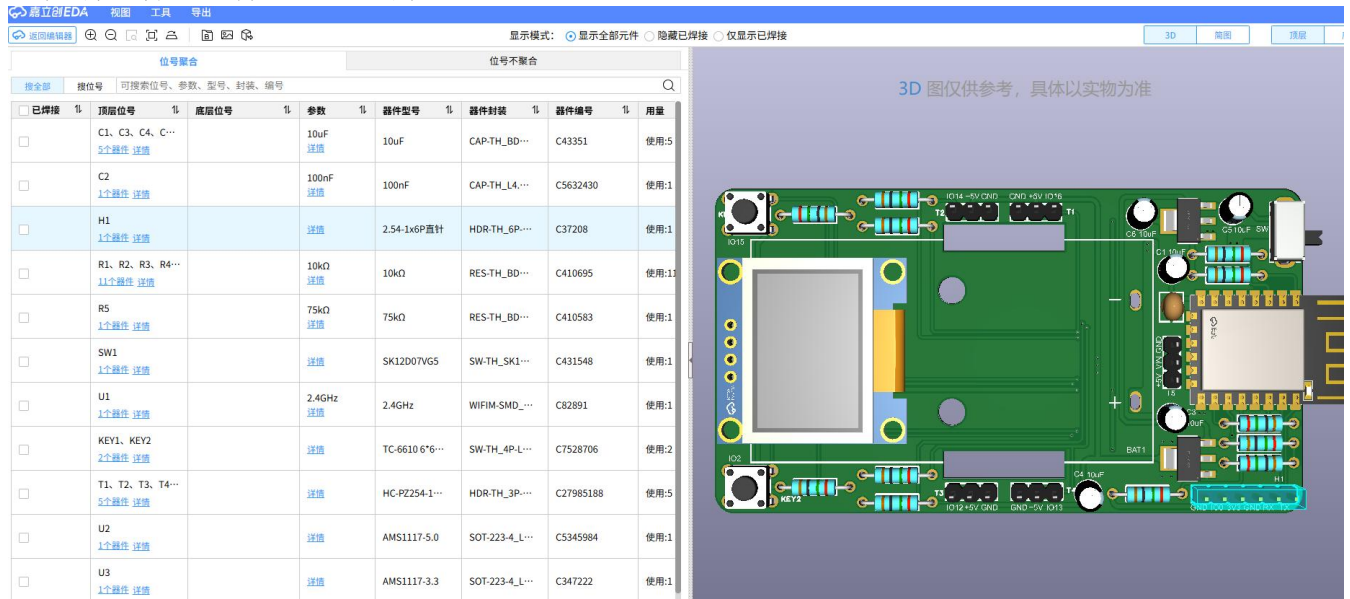 嘉立创EDA 视图 工具 导出
返回编辑器 显示模式： 显示全部元件 隐藏已焊接 仅显示已焊接 3D 简图 顶层
位号聚合 位号不聚合
搜全部 搜位号 可搜索位号、参数、型号、封装、编号
已焊接 顶层位号 底层位号 参数 器件型号 器件封装 器件编号 用量
C1、C3、C4、C··· 10uF 10uF CAP-TH_BD··· C43351 使用:5
5个器件 详情 详情
C2 100nF 100nF CAP-TH_L4.··· C5632430 使用:1
1个器件 详情 详情
H1 2.54-1x6P直针 HDR-TH_6P-··· C37208 使用:1
1个器件 详情 详情
R1、R2、R3、R4··· 10kΩ 10kΩ RES-TH_BD··· C410695 使用:11
11个器件 详情 详情
R5 75kΩ 75kΩ RES-TH_BD··· C410583 使用:1
1个器件 详情 详情
SW1 SK12D07VG5 SW-TH_SK1··· C431548 使用:1
1个器件 详情 详情
U1 2.4GHz 2.4GHz WIFIM-SMD_··· C82891 使用:1
1个器件 详情 详情
KEY1、KEY2 TC-6610 6*6··· SW-TH_4P-L··· C7528706 使用:2
2个器件 详情 详情
T1、T2、T3、T4··· HC-PZ254-1··· HDR-TH_3P-··· C27985188 使用:5
5个器件 详情 详情
U2 AMS1117-5.0 SOT-223-4_L··· C5345984 使用:1
1个器件 详情 详情
U3 AMS1117-3.3 SOT-223-4_L··· C347222 使用:1
1个器件 详情 详情
3D 图仅供参考，具体以实物为准
IO14 -5V GND GND +5V IO16
T2 T1
IO15
C6 10uF
C5 10uF SW
C1 10uF
+5V VIN GND
C3
BAT1
IO2
KEY2
C4 10uF
H1
T3
IO12 +5V GND GND -5V IO13
GND IO0 3V3 GND RX TX